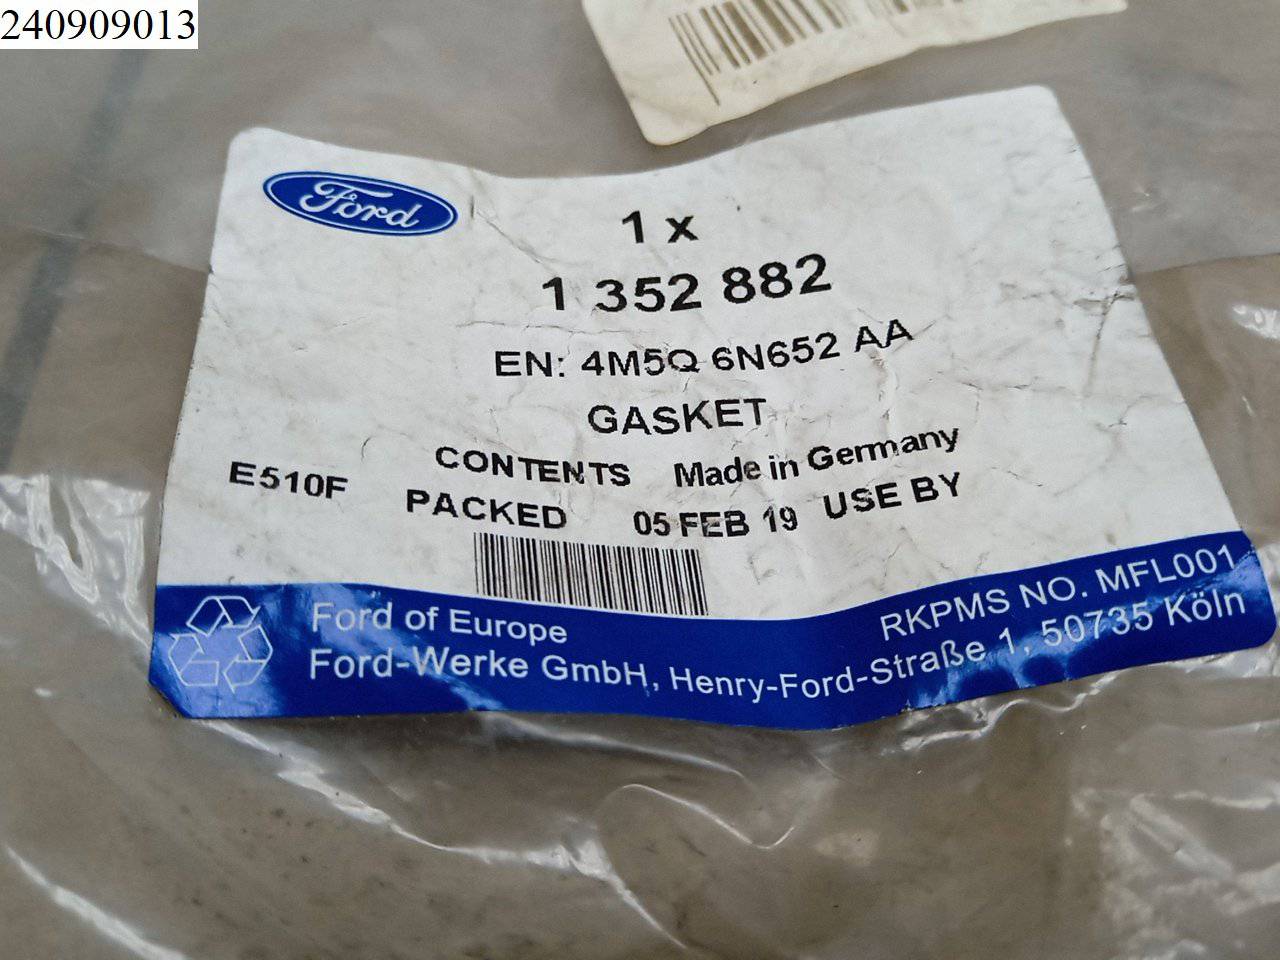 240909013
Ford
1 x
1 352 882
EN: 4M5Q 6N652 AA
GASKET
CONTENTS Made in Germany
E510F PACKED 05 FEB 19 USE BY
Ford of Europe RKPMS NO. MFL001
Ford-Werke GmbH, Henry-Ford-Straße 1, 50735 Köln